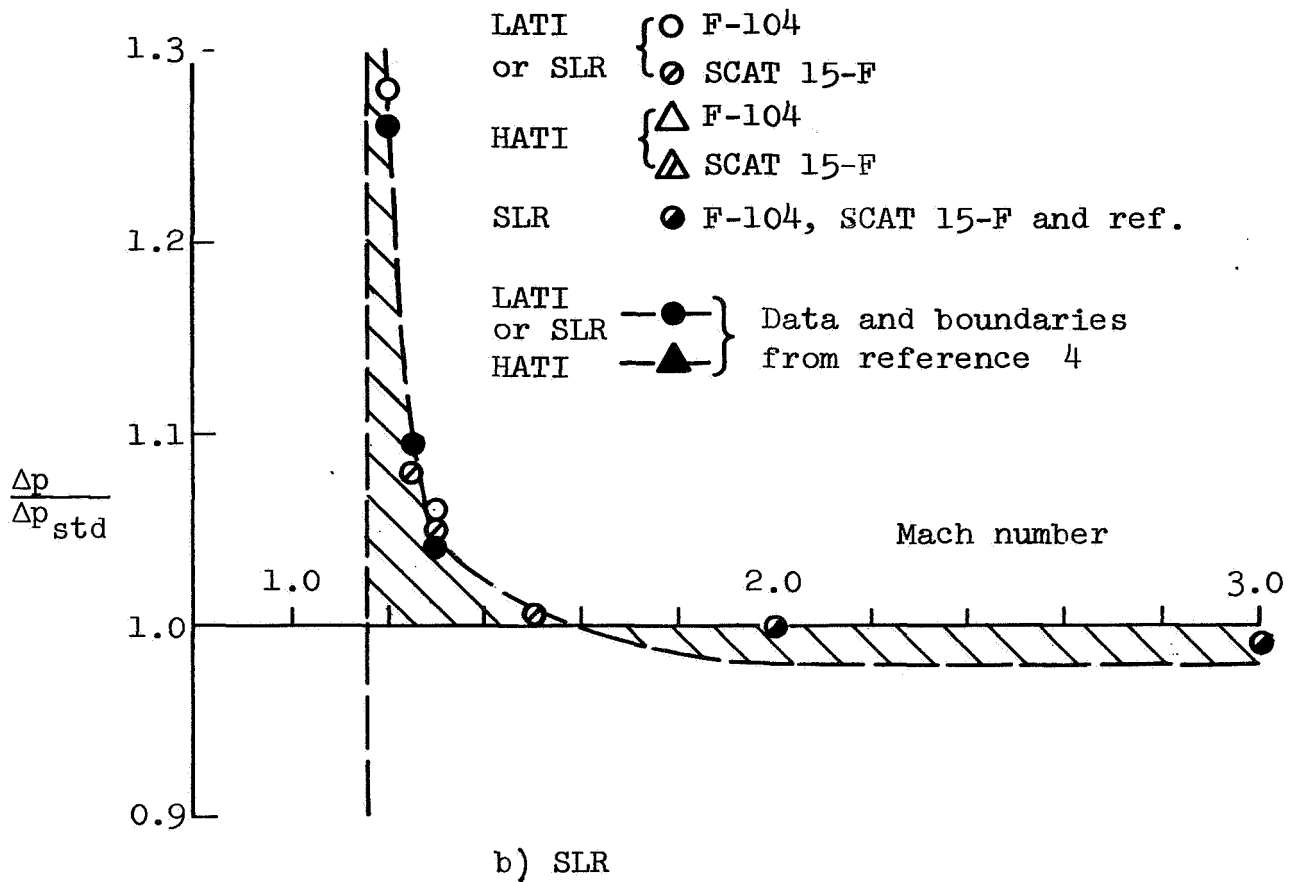 LATI
or SLR
F-104
SCAT 15-F
HATI
F-104
SCAT 15-F
SLR
F-104, SCAT 15-F and ref.
LATI
or SLR
HATI
Data and boundaries
from reference 4
1.3
1.2
1.1
1.0
0.9
Δp
Δp std
Mach number
1.0
2.0
3.0
b) SLR